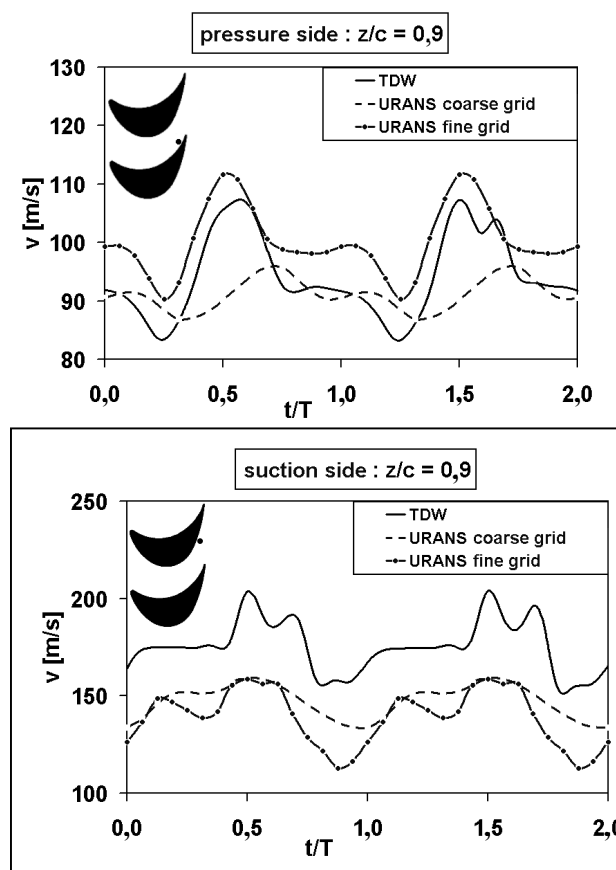 pressure side : z/c = 0,9
130
120
110
100
90
80
v [m/s]
TDW
URANS coarse grid
URANS fine grid
0,0 0,5 1,0 1,5 2,0
t/T
suction side : z/c = 0,9
250
200
150
100
v [m/s]
TDW
URANS coarse grid
URANS fine grid
0,0 0,5 1,0 1,5 2,0
t/T